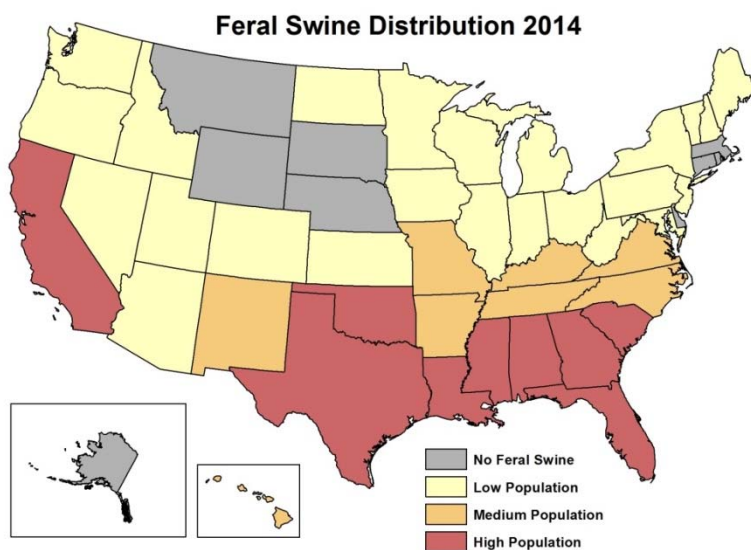 Feral Swine Distribution 2014
No Feral Swine
Low Population
Medium Population
High Population